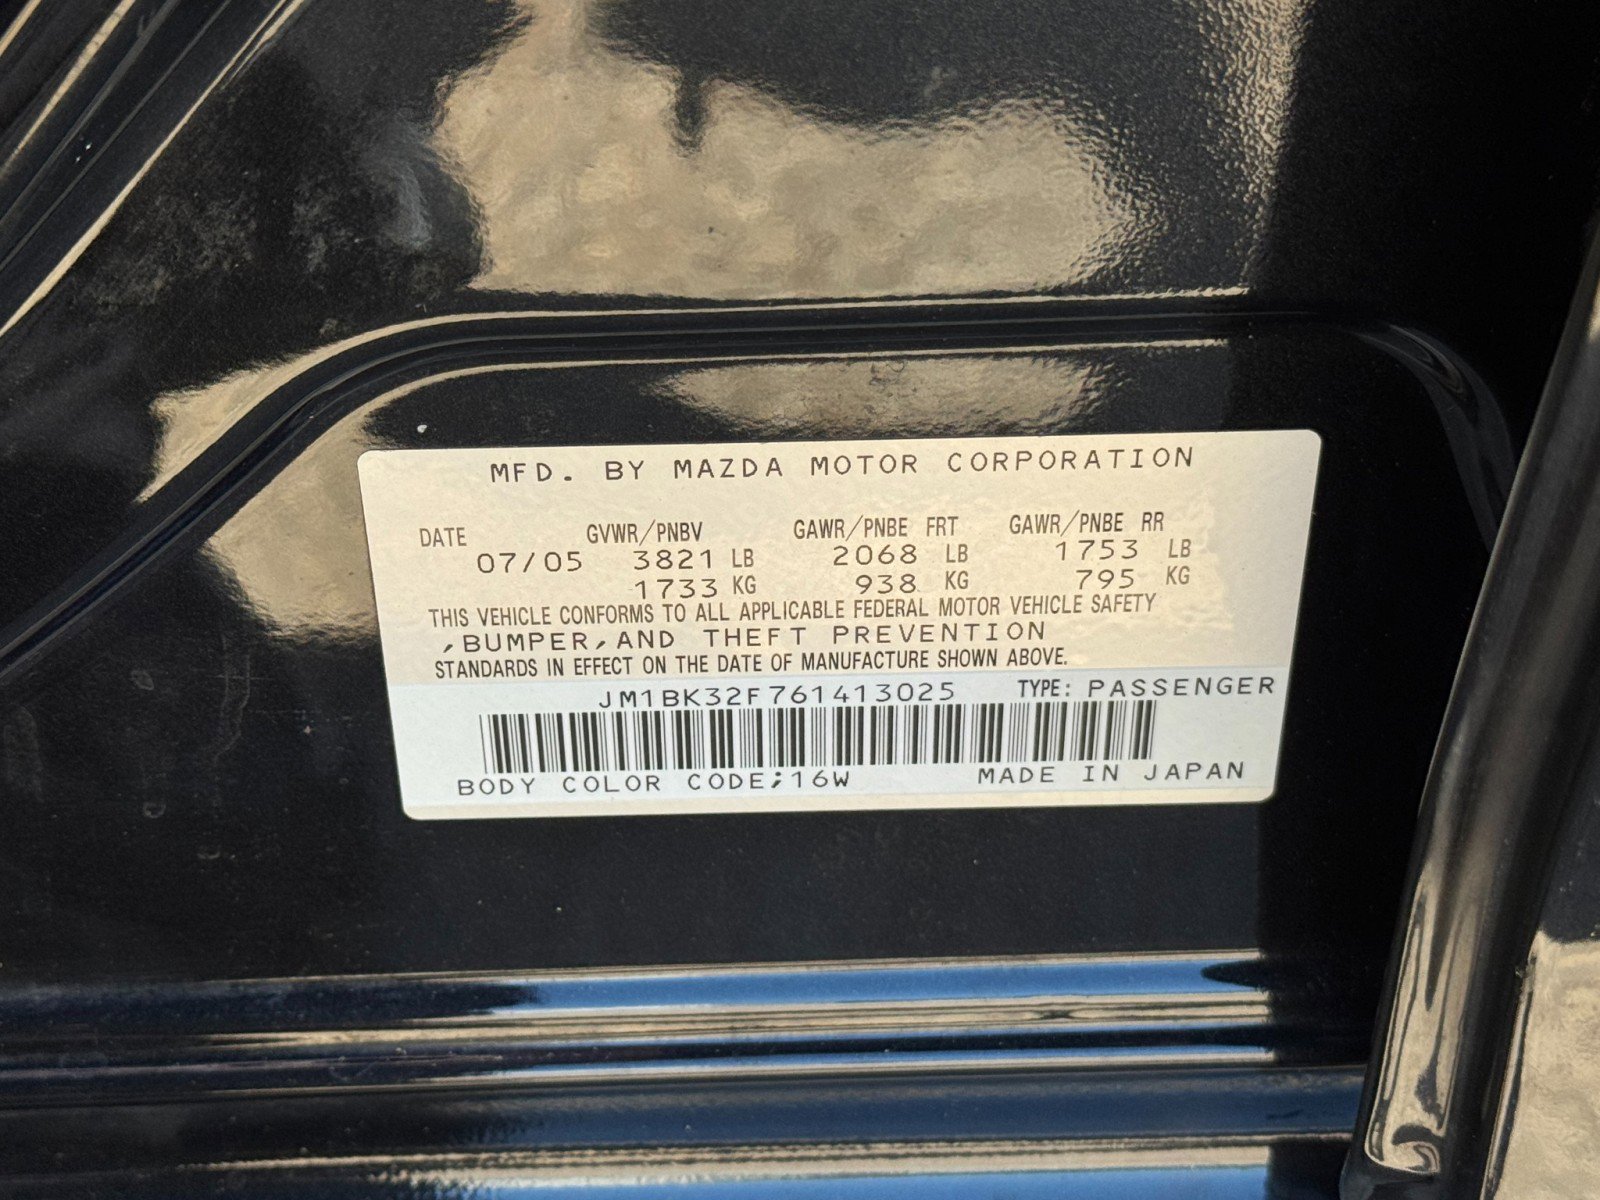 MFD. BY MAZDA MOTOR CORPORATION
DATE GVWR/PNBV GAWR/PNBE FRT GAWR/PNBE RR
07/05 3821 LB 2068 LB 1753 LB
1733 KG 938 KG 795 KG
THIS VEHICLE CONFORMS TO ALL APPLICABLE FEDERAL MOTOR VEHICLE SAFETY
,BUMPER,AND THEFT PREVENTION
STANDARDS IN EFFECT ON THE DATE OF MANUFACTURE SHOWN ABOVE.
JM1BK32F761413025 TYPE: PASSENGER
BODY COLOR CODE;16W MADE IN JAPAN